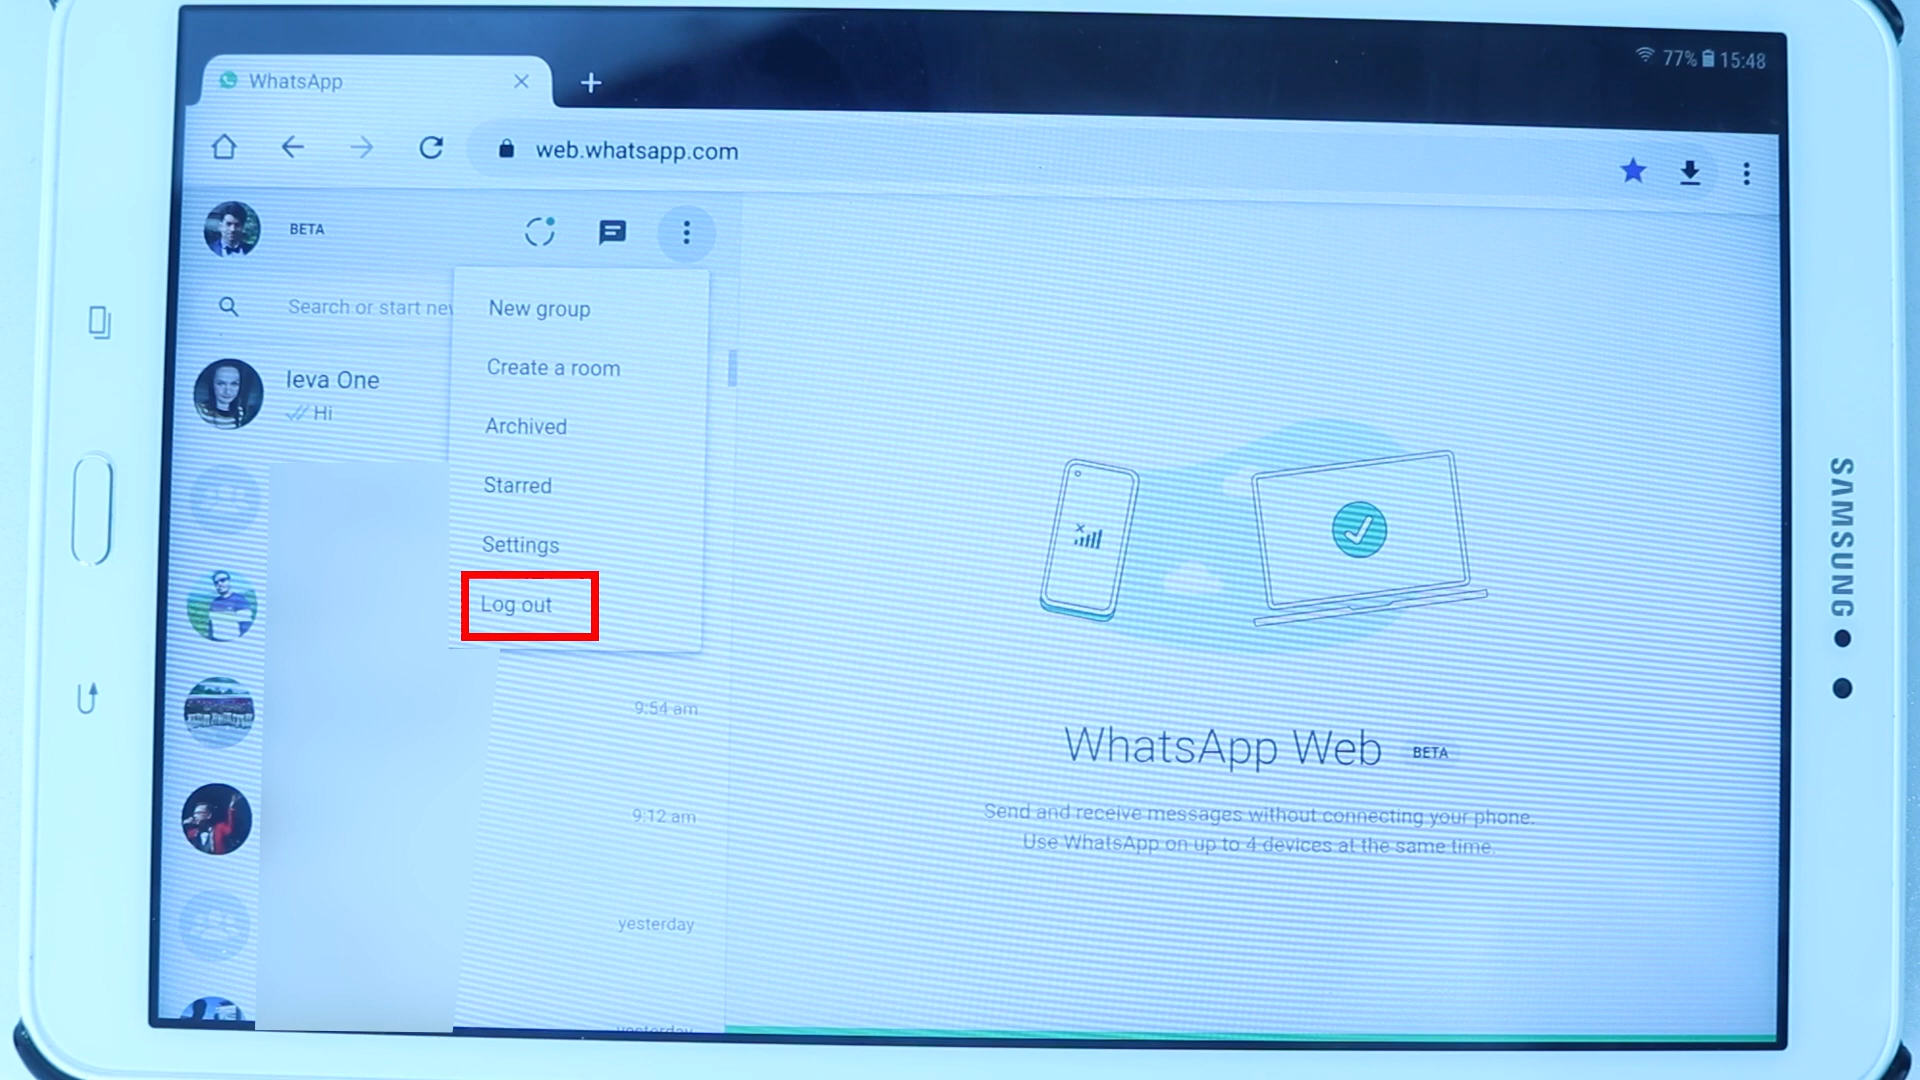 WhatsApp
77% 15:48
web.whatsapp.com
BETA
Search or start
New group
Ieva One
Create a room
Hi
Archived
Starred
Settings
Log out
9:54 am
9:12 am
yesterday
yesterday
WhatsApp Web BETA
Send and receive messages without connecting your phone.
Use WhatsApp on up to 4 devices at the same time.
SAMSUNG